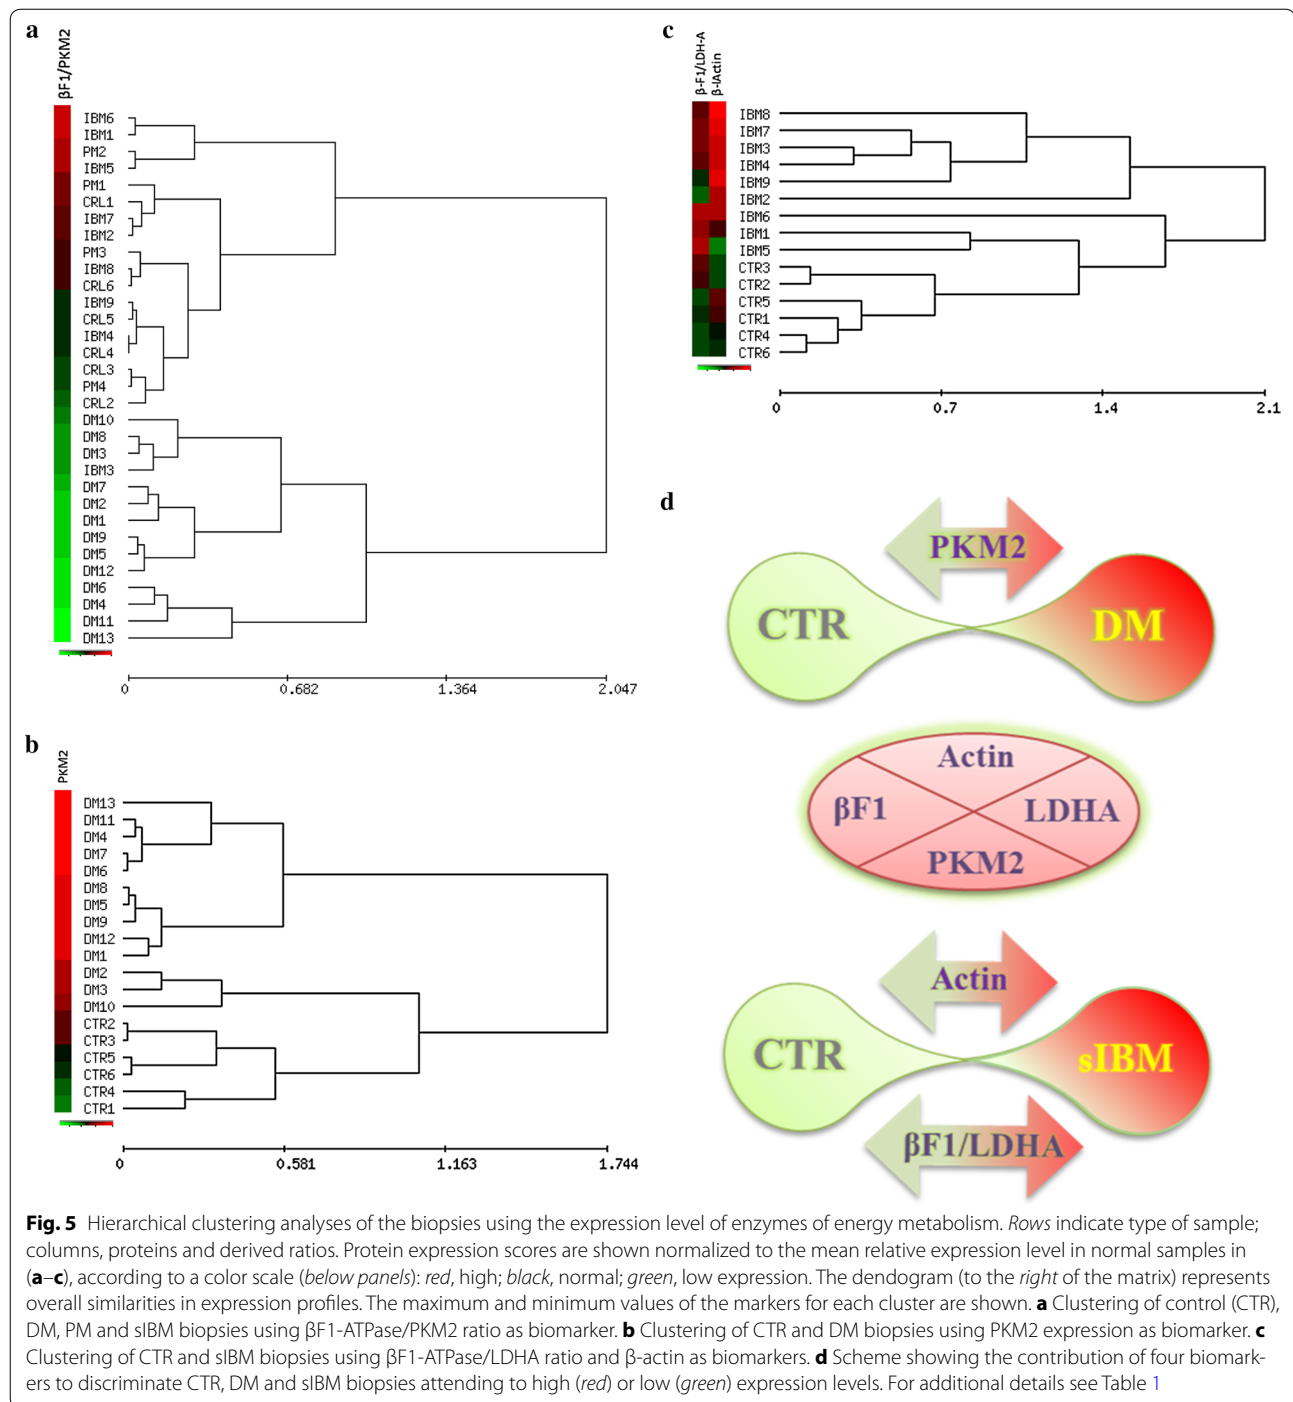 a
βF1/PKM2
IBM6
IBM1
PM2
IBM5
PM1
CRL1
IBM7
IBM2
PM3
IBM8
CRL6
IBM9
CRL5
IBM4
CRL4
CRL3
PM4
CRL2
DM10
DM8
DM3
IBM3
DM7
DM2
DM1
DM9
DM5
DM12
DM6
DM4
DM11
DM13
0 0.682 1.364 2.047
b
PKM2
DM13
DM11
DM4
DM7
DM6
DM8
DM5
DM9
DM12
DM1
DM2
DM3
DM10
CTR2
CTR3
CTR5
CTR6
CTR4
CTR1
0 0.581 1.163 1.744
c
β-F1/LDH-A
β-lActin
IBM8
IBM7
IBM3
IBM4
IBM9
IBM2
IBM6
IBM1
IBM5
CTR3
CTR2
CTR5
CTR1
CTR4
CTR6
0 0.7 1.4 2.1
d
PKM2
CTR DM
Actin
βF1 LDHA
PKM2
Actin
CTR sIBM
βF1/LDHA
Fig. 5 Hierarchical clustering analyses of the biopsies using the expression level of enzymes of energy metabolism. Rows indicate type of sample;
columns, proteins and derived ratios. Protein expression scores are shown normalized to the mean relative expression level in normal samples in
(a–c), according to a color scale (below panels): red, high; black, normal; green, low expression. The dendogram (to the right of the matrix) represents
overall similarities in expression profiles. The maximum and minimum values of the markers for each cluster are shown. a Clustering of control (CTR),
DM, PM and sIBM biopsies using βF1-ATPase/PKM2 ratio as biomarker. b Clustering of CTR and DM biopsies using PKM2 expression as biomarker. c
Clustering of CTR and sIBM biopsies using βF1-ATPase/LDHA ratio and β-actin as biomarkers. d Scheme showing the contribution of four biomark-
ers to discriminate CTR, DM and sIBM biopsies attending to high (red) or low (green) expression levels. For additional details see Table 1